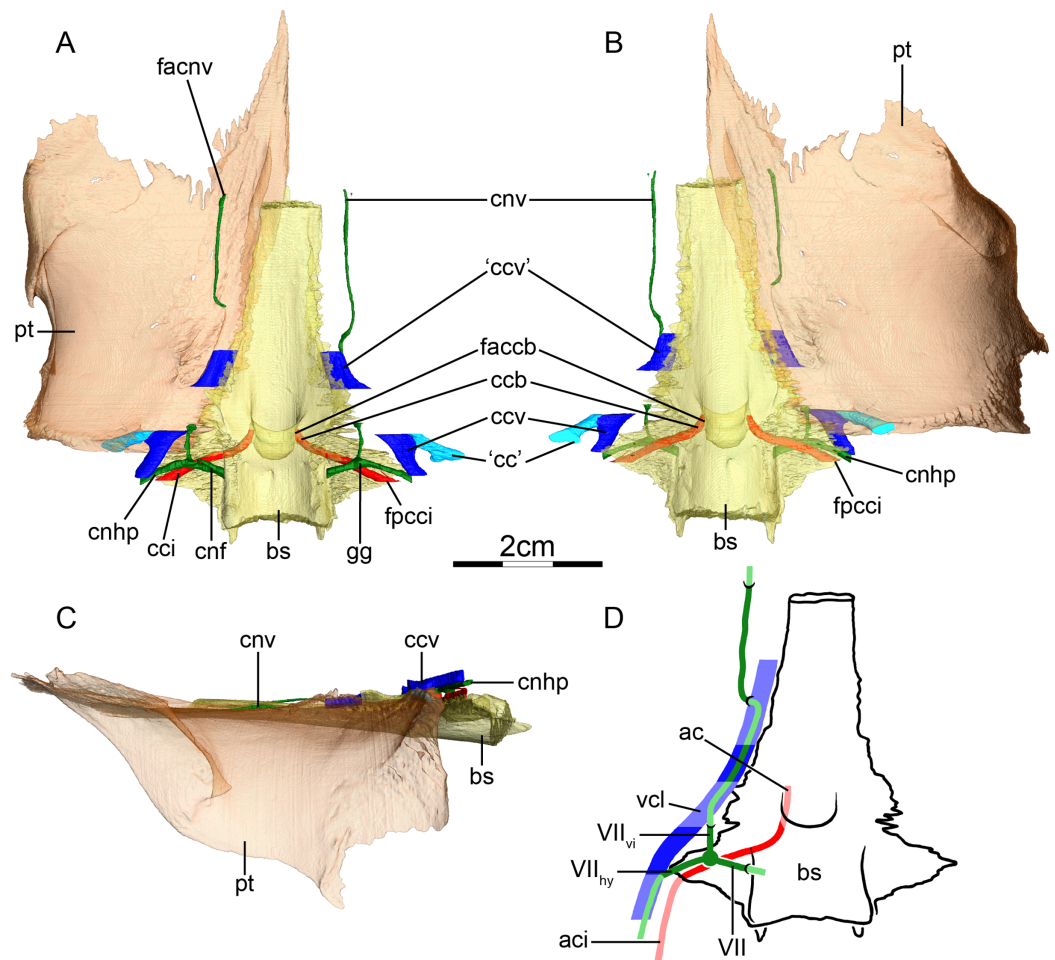 A
B
facnv
pt
cnv
'ccv'
pt
faccb
ccb
ccv
'cc'
cnhp
cnhp
cci
cnf
bs
gg
fpcci
fpcci
bs
2cm
C
D
cnv
ccv
cnhp
bs
pt
ac
vcl
VIIvi
VIIhy
bs
aci
VII